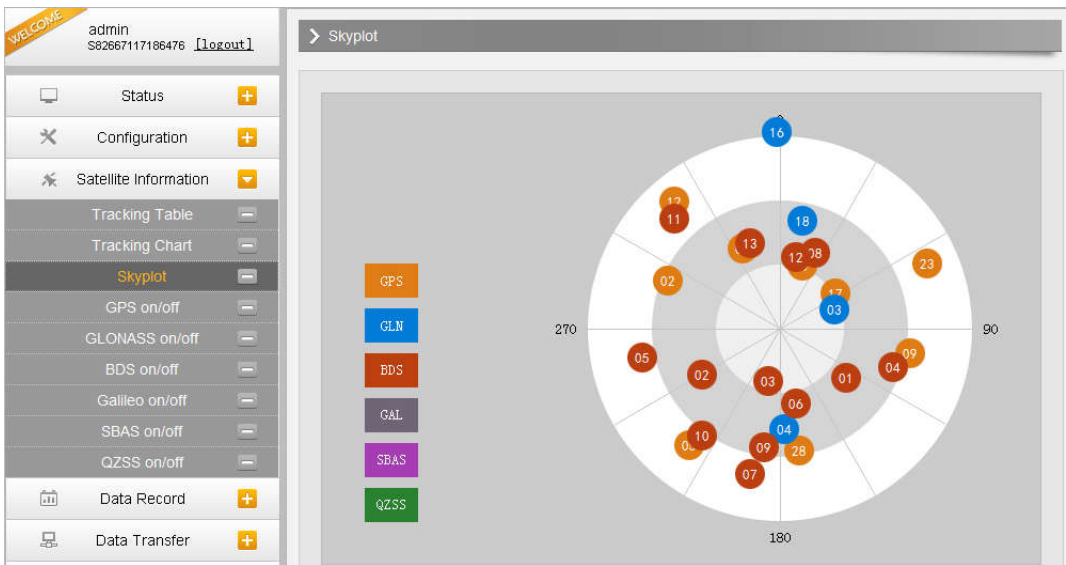 WELCOME
admin
S82667117186476 [logout]
Status
Configuration
Satellite Information
Tracking Table
Tracking Chart
Skyplot
GPS on/off
GLONASS on/off
BDS on/off
Galileo on/off
SBAS on/off
QZSS on/off
Data Record
Data Transfer
Skyplot
GPS
GLN
BDS
GAL
SBAS
QZSS
16
12
11
18
13
12 08
02
23
17
03
270
90
05
09
04
02
03
01
06
04
10
09
28
07
180